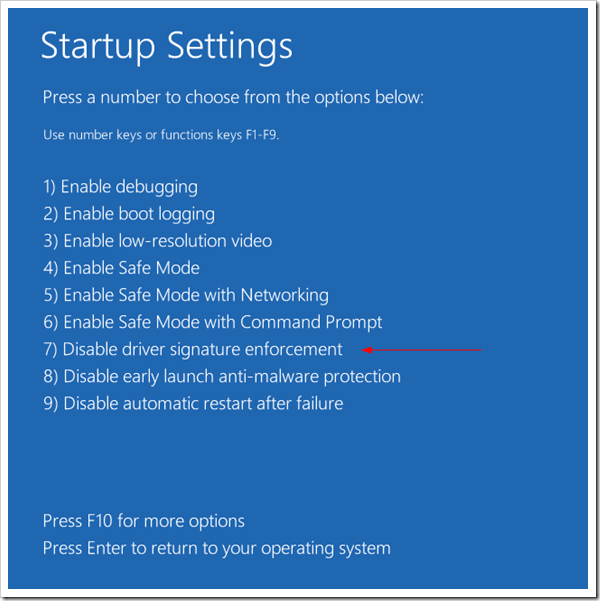 Startup Settings
Press a number to choose from the options below:
Use number keys or functions keys F1-F9.
1) Enable debugging
2) Enable boot logging
3) Enable low-resolution video
4) Enable Safe Mode
5) Enable Safe Mode with Networking
6) Enable Safe Mode with Command Prompt
7) Disable driver signature enforcement
8) Disable early launch anti-malware protection
9) Disable automatic restart after failure
Press F10 for more options
Press Enter to return to your operating system